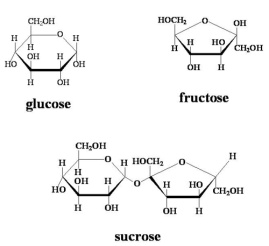 CH₂OH
H O H
H
OH H
HO OH
H OH
glucose
HOCH₂ O OH
H H HO CH₂OH
OH H
fructose
CH₂OH
H O H HOCH₂ O H
H
OH H H HO
HO O CH₂OH
H OH OH H
sucrose